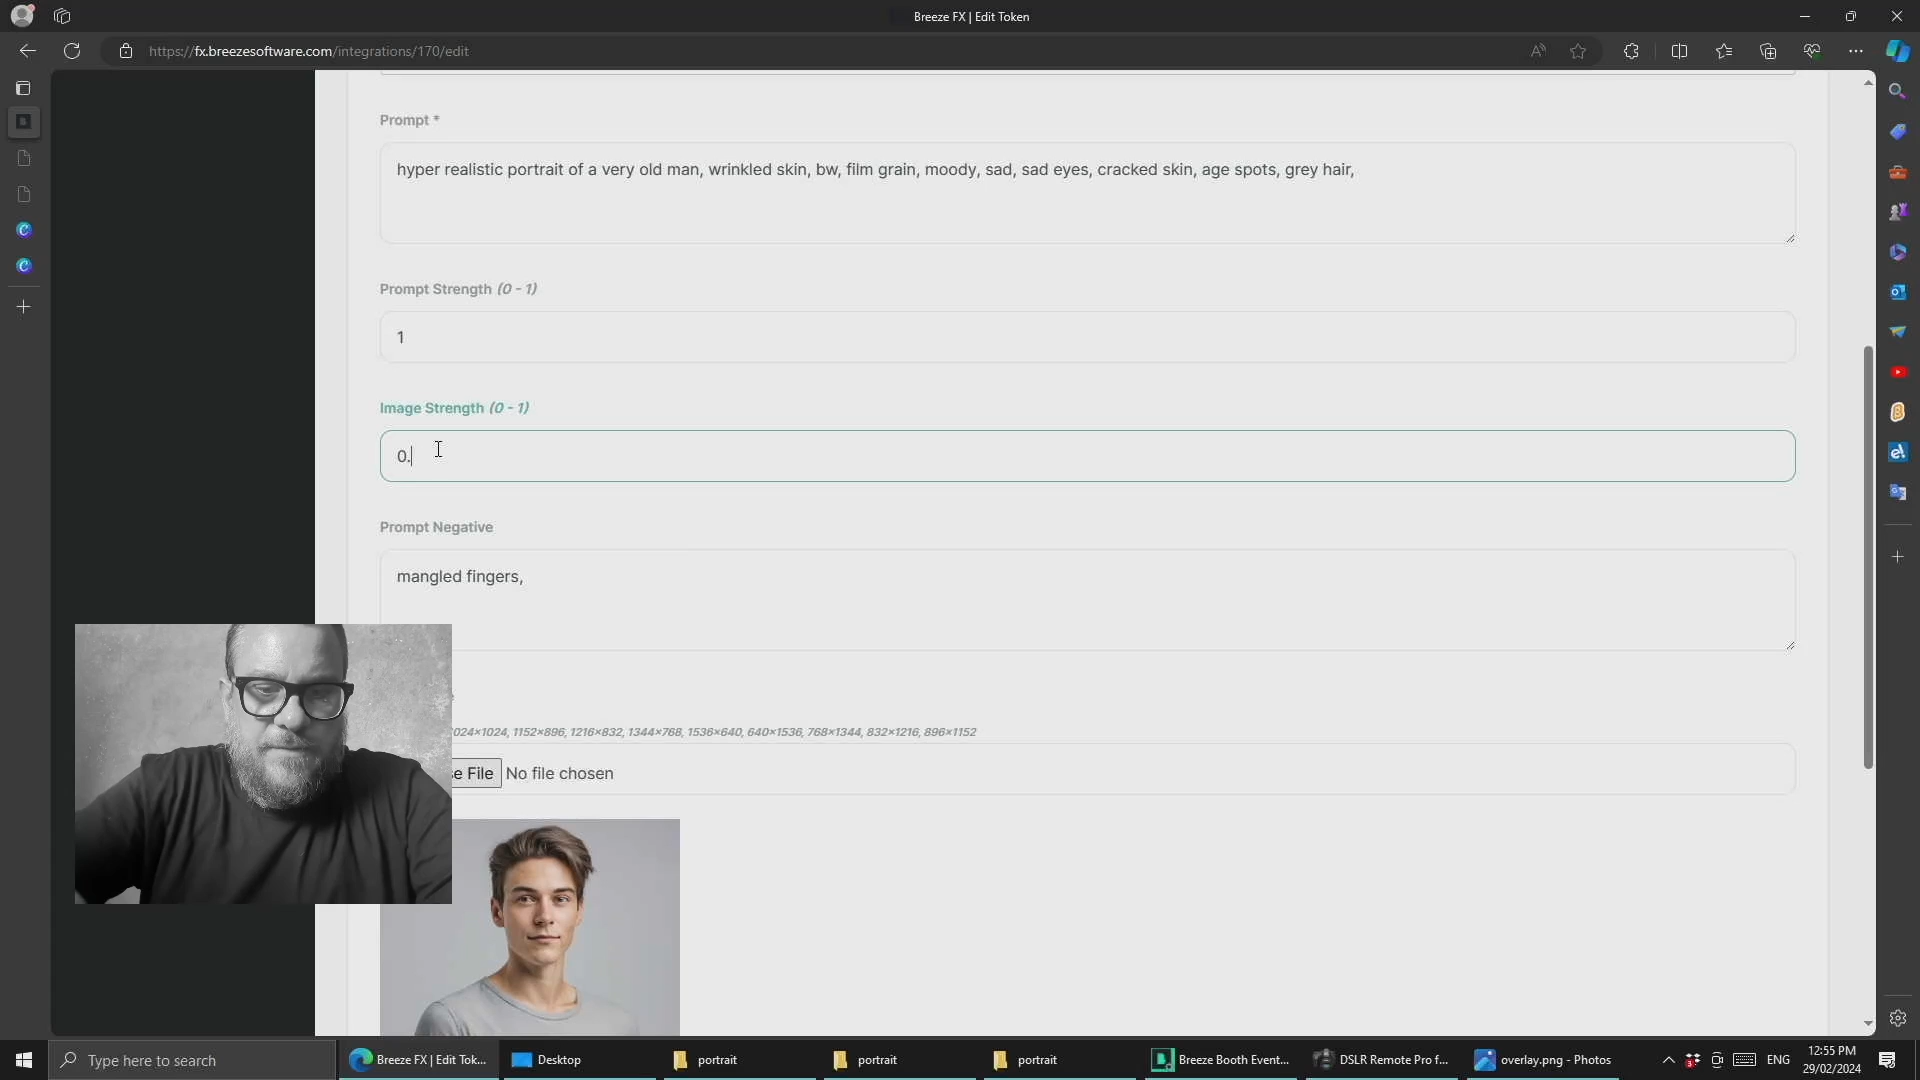 Breeze FX | Edit Token
https://fx.breezesoftware.com/integrations/170/edit
Prompt *
hyper realistic portrait of a very old man, wrinkled skin, bw, film grain, moody, sad, sad eyes, cracked skin, age spots, grey hair,
Prompt Strength (0 - 1)
1
Image Strength (0 - 1)
0.
Prompt Negative
mangled fingers,
1152×896, 1216×832, 1344×768, 1536×640, 640×1536, 768×1344, 832×1216, 896×1152
File No file chosen
Type here to search
Breeze FX | Edit Tok...
Desktop
portrait
portrait
portrait
Breeze Booth Event...
DSLR Remote Pro f...
overlay.png - Photos
ENG
12:55 PM
29/02/2024